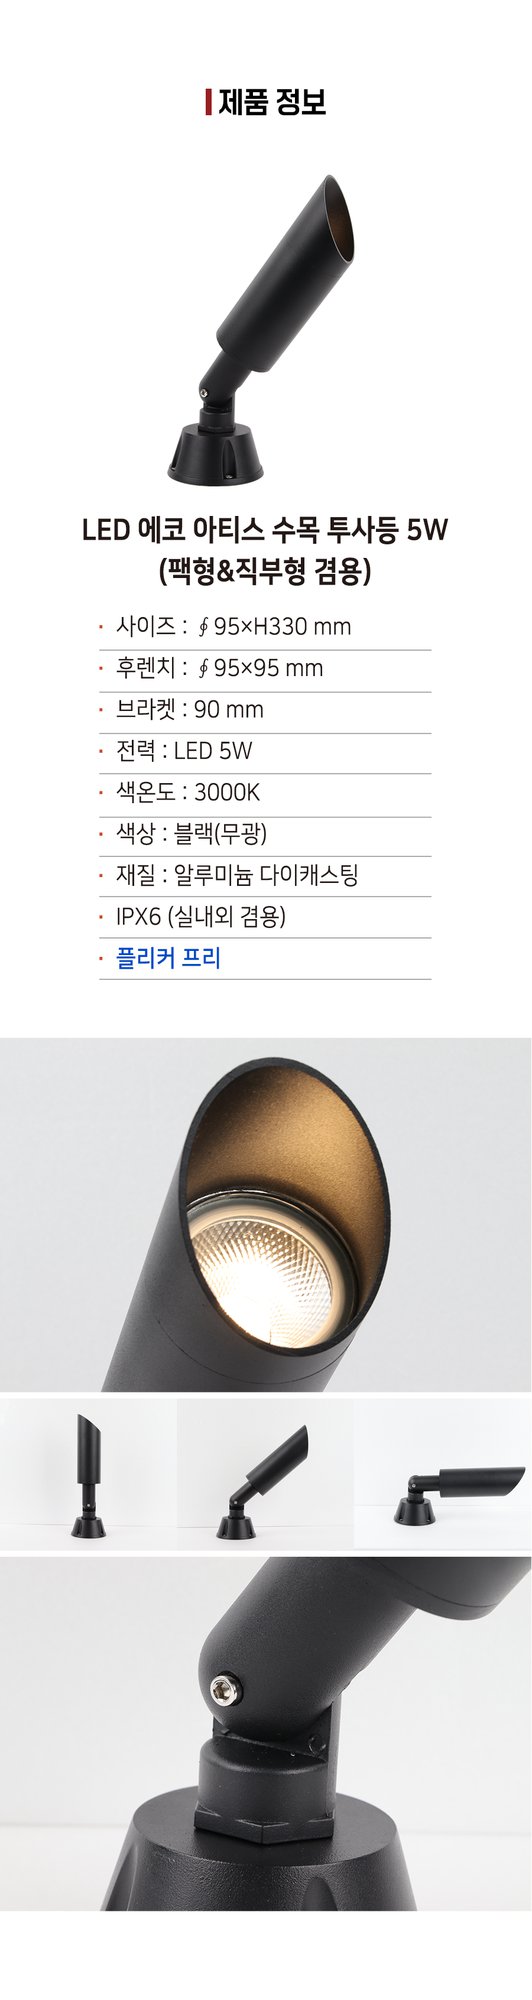 제품 정보
LED 에코 아티스 수목 투사등 5W
(팩형&직부형 겸용)
· 사이즈 : ∮95×H330 mm
· 후렌치 : ∮95×95 mm
· 브라켓 : 90 mm
· 전력 : LED 5W
· 색온도 : 3000K
· 색상 : 블랙(무광)
· 재질 : 알루미늄 다이캐스팅
· IPX6 (실내외 겸용)
· 플리커 프리